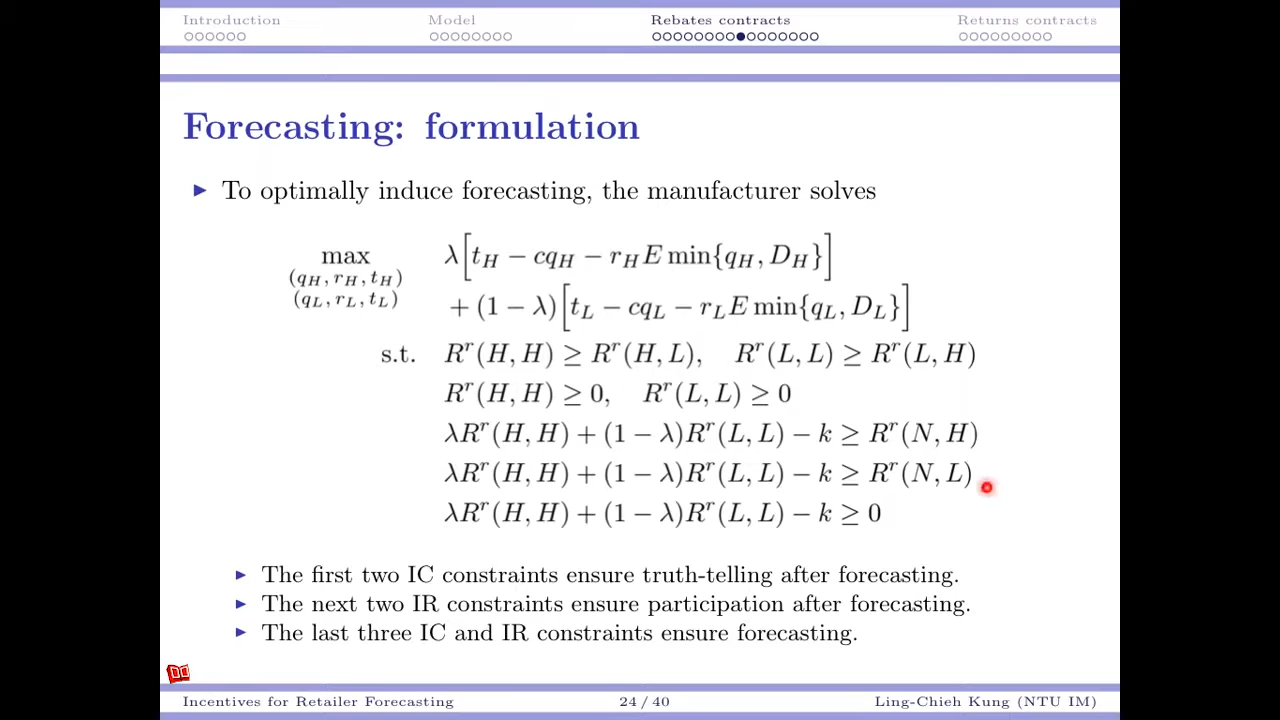 Introduction Model Rebates contracts Returns contracts
Forecasting: formulation
To optimally induce forecasting, the manufacturer solves
max λ[t_H − cq_H − r_H E min{q_H, D_H}]
(q_H, r_H, t_H)
(q_L, r_L, t_L) + (1 − λ)[t_L − cq_L − r_L E min{q_L, D_L}]
s.t. R^r(H, H) ≥ R^r(H, L), R^r(L, L) ≥ R^r(L, H)
R^r(H, H) ≥ 0, R^r(L, L) ≥ 0
λR^r(H, H) + (1 − λ)R^r(L, L) − k ≥ R^r(N, H)
λR^r(H, H) + (1 − λ)R^r(L, L) − k ≥ R^r(N, L)
λR^r(H, H) + (1 − λ)R^r(L, L) − k ≥ 0
The first two IC constraints ensure truth-telling after forecasting.
The next two IR constraints ensure participation after forecasting.
The last three IC and IR constraints ensure forecasting.
Incentives for Retailer Forecasting 24 / 40 Ling-Chieh Kung (NTU IM)